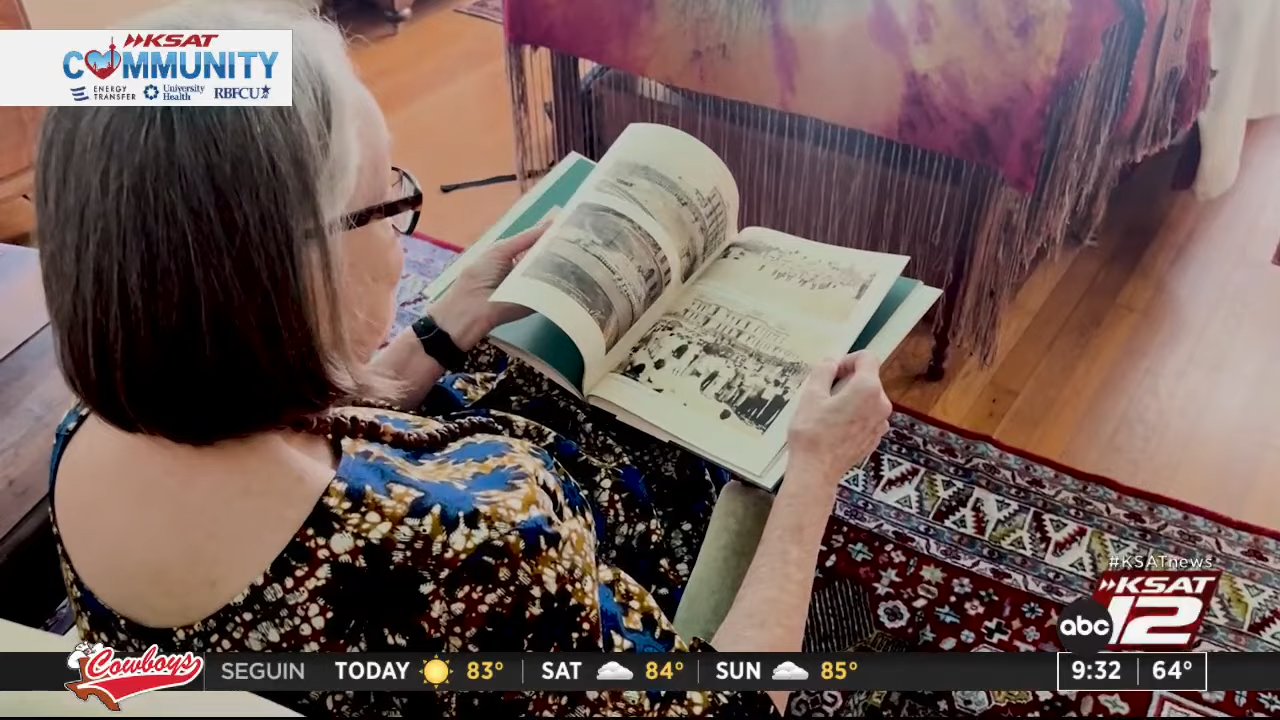 KSAT
COMMUNITY
ENERGY TRANSFER University Health RBFCU
#KSATnews
KSAT
abc 12
Cowboys SEGUIN TODAY 83° SAT 84° SUN 85° 9:32 64°